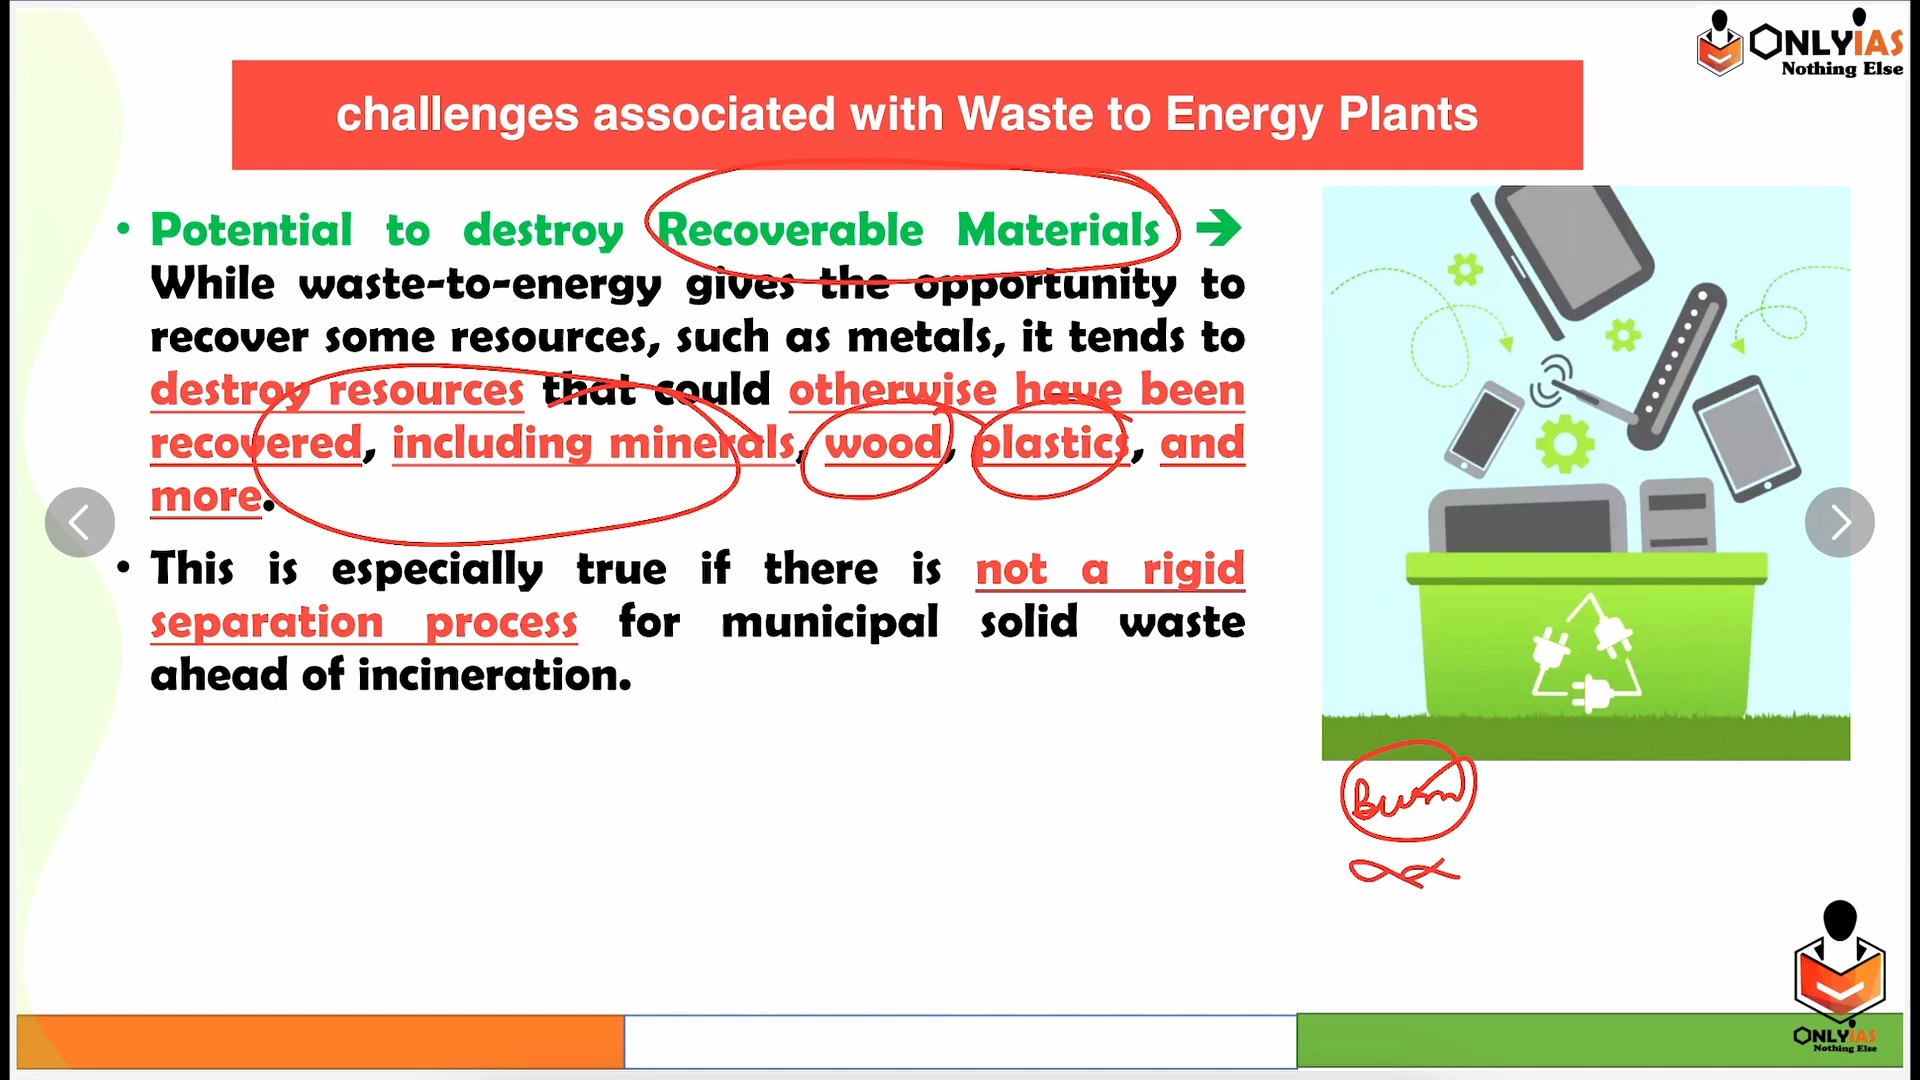 ONLYIAS
Nothing Else
challenges associated with Waste to Energy Plants
• Potential to destroy Recoverable Materials →
While waste-to-energy gives the opportunity to
recover some resources, such as metals, it tends to
destroy resources that could otherwise have been
recovered, including minerals, wood, plastics, and
more.
• This is especially true if there is not a rigid
separation process for municipal solid waste
ahead of incineration.
Burn
ONLYIAS
Nothing Else